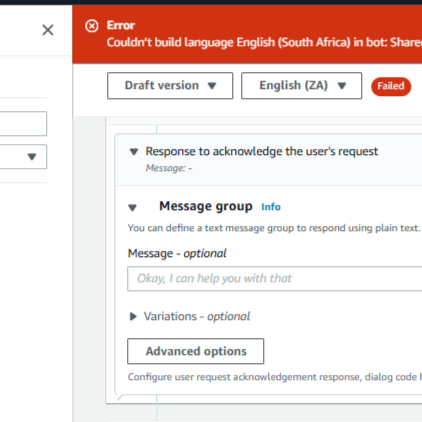 Error
Couldn't build language English (South Africa) in bot:
Draft version
English (ZA)
Failed
Response to acknowledge the user's request
Message: -
Message group Info
You can define a text message group to respond using plain text.
Message - optional
Okay, I can help you with that
Variations - optional
Advanced options
Configure user request acknowledgement response, dialog code